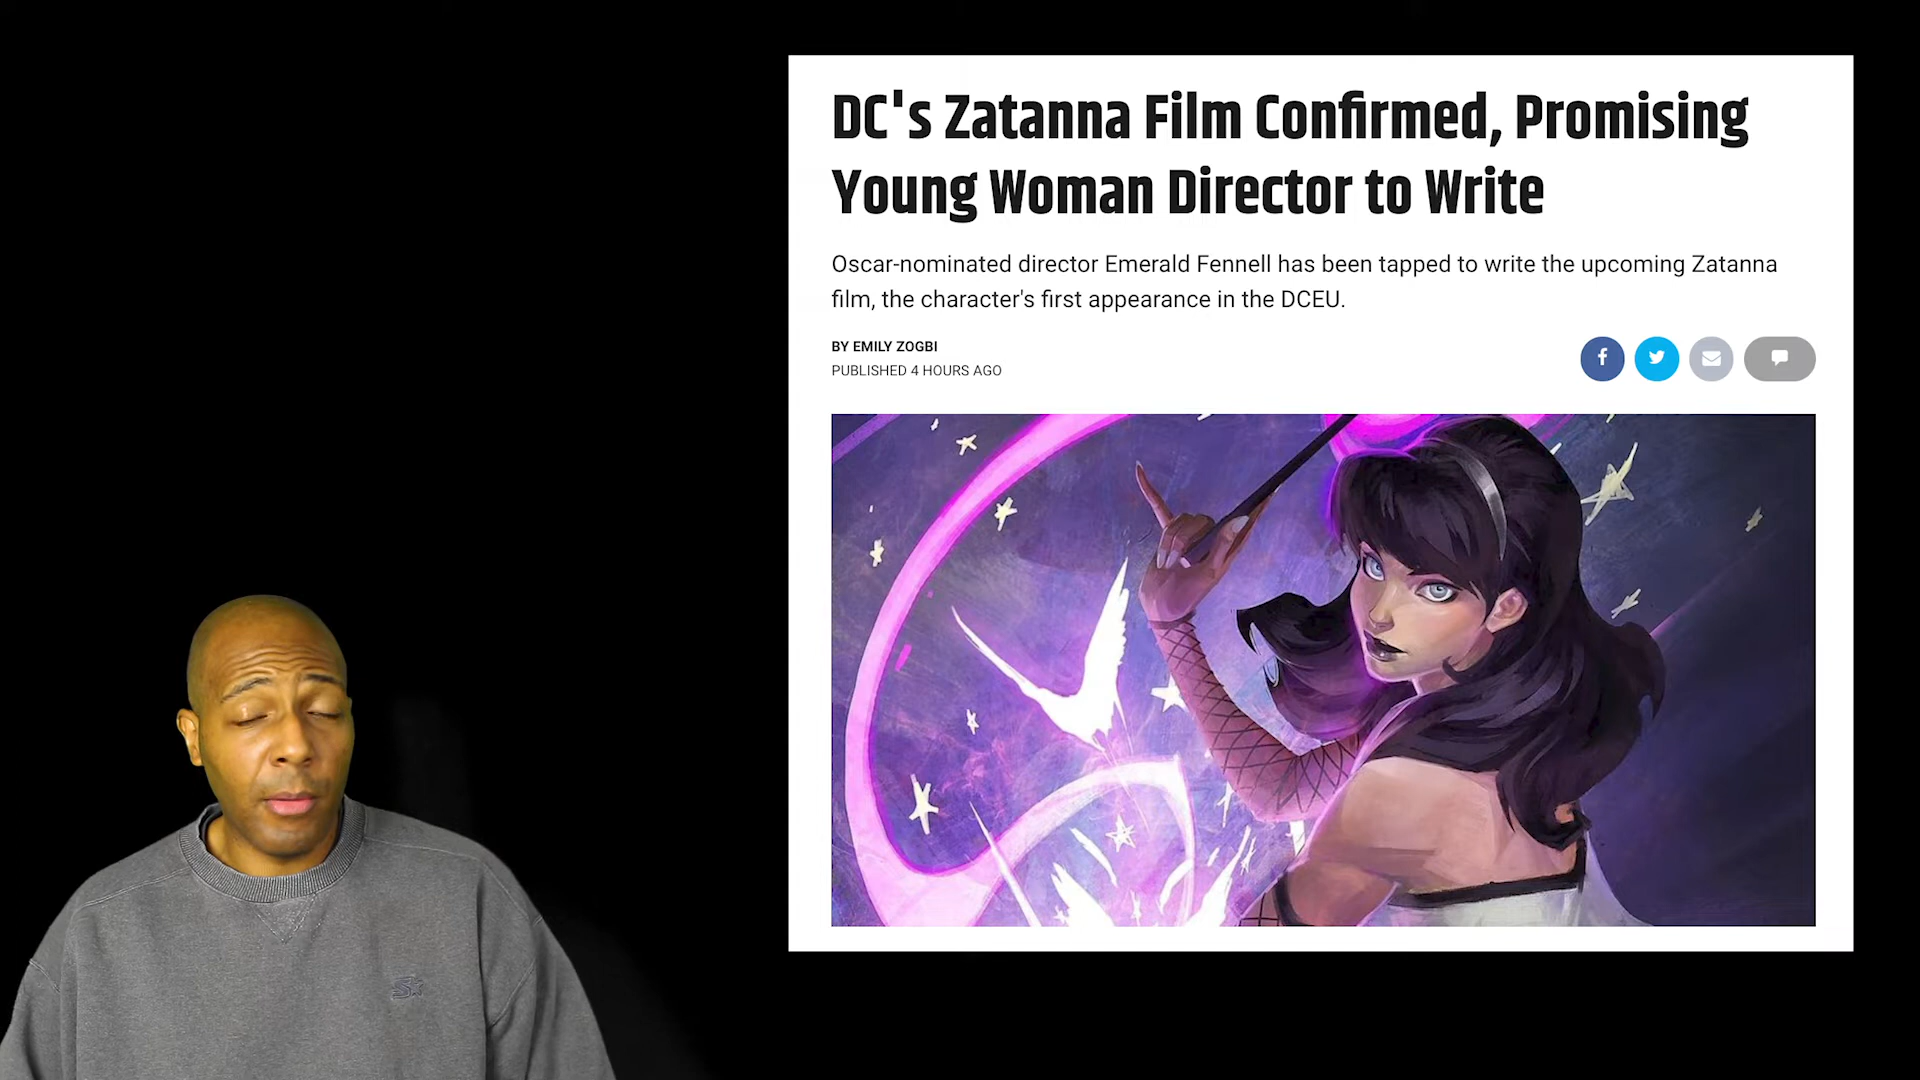 DC's Zatanna Film Confirmed, Promising
Young Woman Director to Write
Oscar-nominated director Emerald Fennell has been tapped to write the upcoming Zatanna
film, the character's first appearance in the DCEU.
BY EMILY ZOGBI
PUBLISHED 4 HOURS AGO